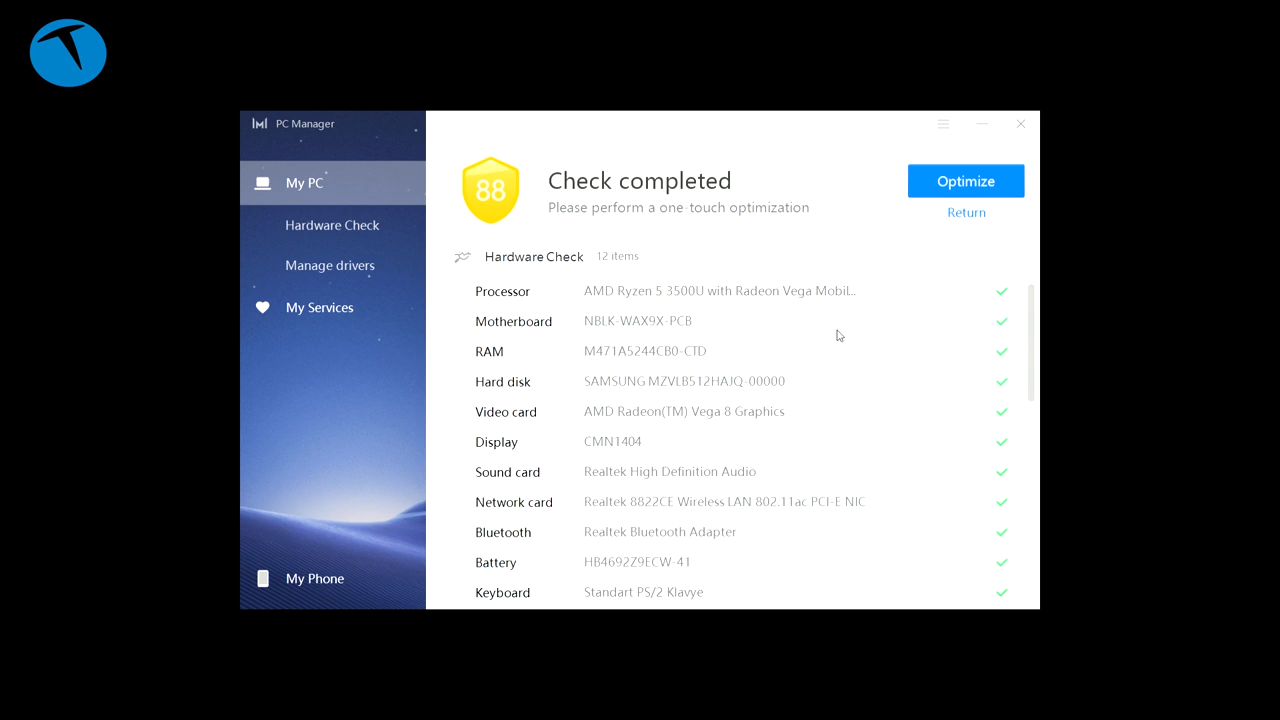 PC Manager
My PC
Hardware Check
Manage drivers
My Services
My Phone
88
Check completed
Please perform a one-touch optimization
Optimize
Return
Hardware Check 12 items
Processor AMD Ryzen 5 3500U with Radeon Vega Mobil...
Motherboard NBLK-WAX9X-PCB
RAM M471A5244CB0-CTD
Hard disk SAMSUNG MZVLB512HAJQ-00000
Video card AMD Radeon(TM) Vega 8 Graphics
Display CMN1404
Sound card Realtek High Definition Audio
Network card Realtek 8822CE Wireless LAN 802.11ac PCI-E NIC
Bluetooth Realtek Bluetooth Adapter
Battery HB4692Z9ECW-41
Keyboard Standart PS/2 Klavye